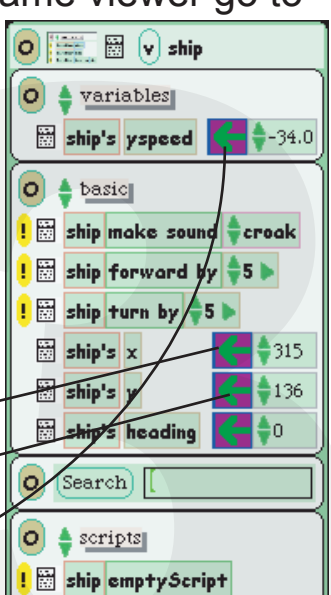 ame viewer go to
v ship
variables
ship's yspeed -34.0
basic
! ship make sound croak
! ship forward by 5
! ship turn by 5
ship's x 315
ship's y 136
ship's heading 0
Search
scripts
! ship emptyScript